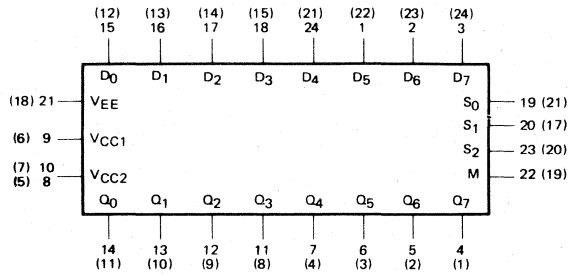 (12) (13) (14) (15) (21) (22) (23) (24)
15 16 17 18 24 1 2 3
D0 D1 D2 D3 D4 D5 D6 D7
(18) 21 VEE S0 19 (21)
S1 20 (17)
(6) 9 VCC1
S2 23 (20)
(7) 10 VCC2 M 22 (19)
(5) 8
Q0 Q1 Q2 Q3 Q4 Q5 Q6 Q7
14 13 12 11 7 6 5 4
(11) (10) (9) (8) (4) (3) (2) (1)